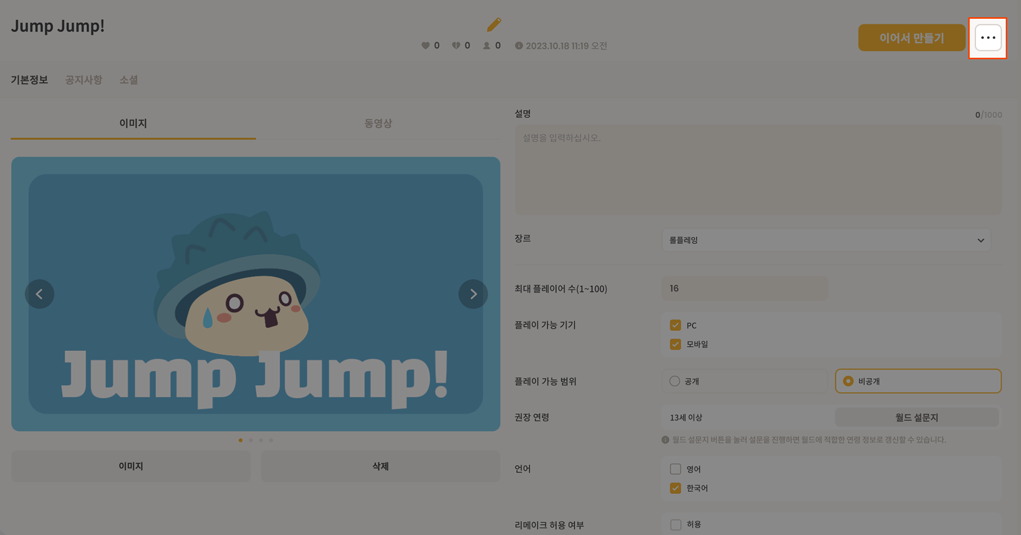 Jump Jump!
0 0 0 2023.10.18 11:19 오전
이어서 만들기
기본정보 공지사항 소셜
이미지 동영상
Jump Jump!
이미지 삭제
설명 0/1000
설명을 입력하십시오.
장르 롤플레잉
최대 플레이어 수(1~100) 16
플레이 가능 기기 PC
모바일
플레이 가능 범위 공개 비공개
권장 연령 13세 이상 월드 설문지
월드 설문지 버튼을 눌러 설문을 진행하면 월드에 적합한 연령 정보로 갱신할 수 있습니다.
언어 영어
한국어
리메이크 허용 여부 허용